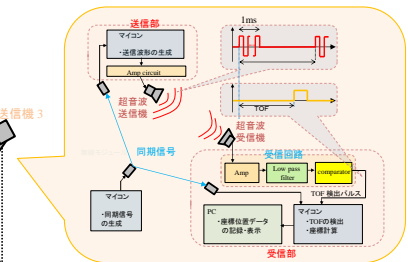 送信部
マイコン
・送信波形の生成
Amp circuit
1ms
TOF
送信機 3
超音波
送信機
超音波
受信機
同期信号
受信回路
Amp
Low pass
filter
comparator
TOF 検出パルス
マイコン
・同期信号
の生成
PC
・座標位置データ
の記録・表示
マイコン
・TOFの検出
・座標計算
受信部